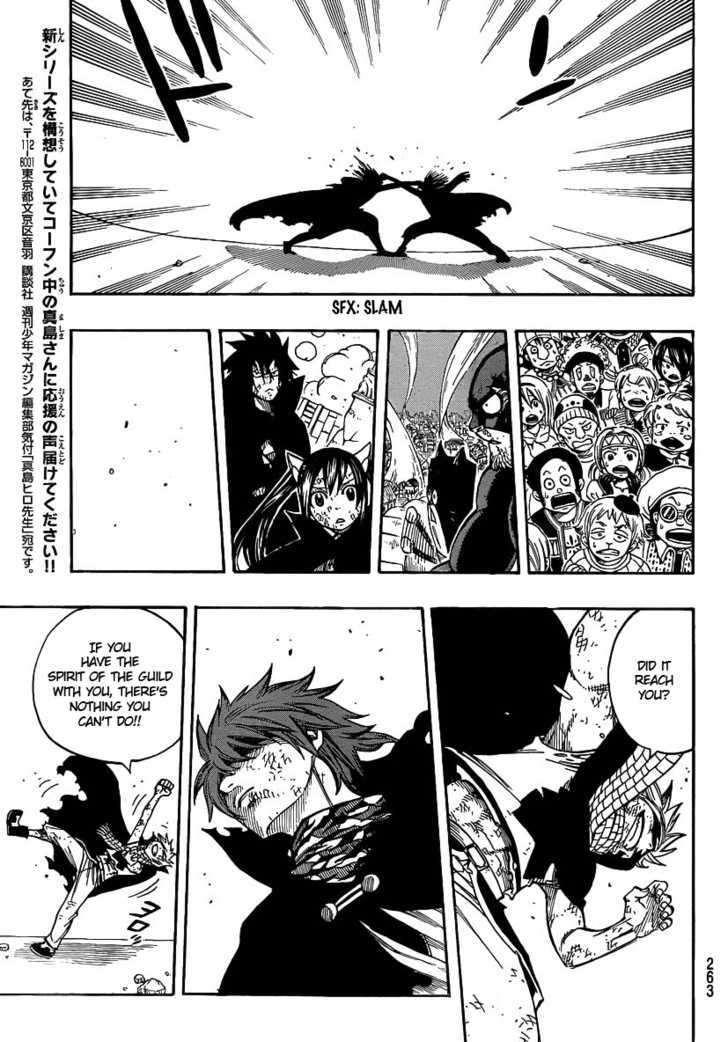 新シリーズを構想していてコーフン中の真島さんに応援の声届けてください!!
あて先は、〒112-8001東京都文京区音羽 講談社 週刊少年マガジン編集部気付「真島ヒロ先生」宛です。
ドン
SFX: SLAM
DID IT
REACH
YOU?
IF YOU
HAVE THE
SPIRIT OF THE GUILD
WITH YOU, THERE'S
NOTHING YOU
CAN'T DO!!
263